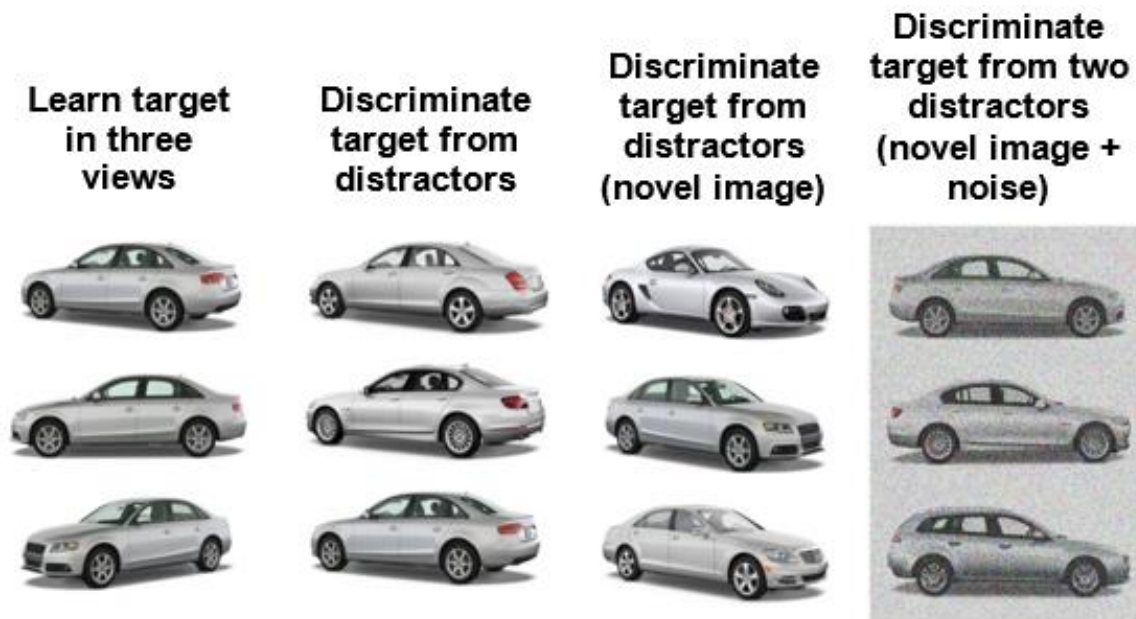 Learn target
in three
views
Discriminate
target from
distractors
Discriminate
target from
distractors
(novel image)
Discriminate
target from two
distractors
(novel image +
noise)